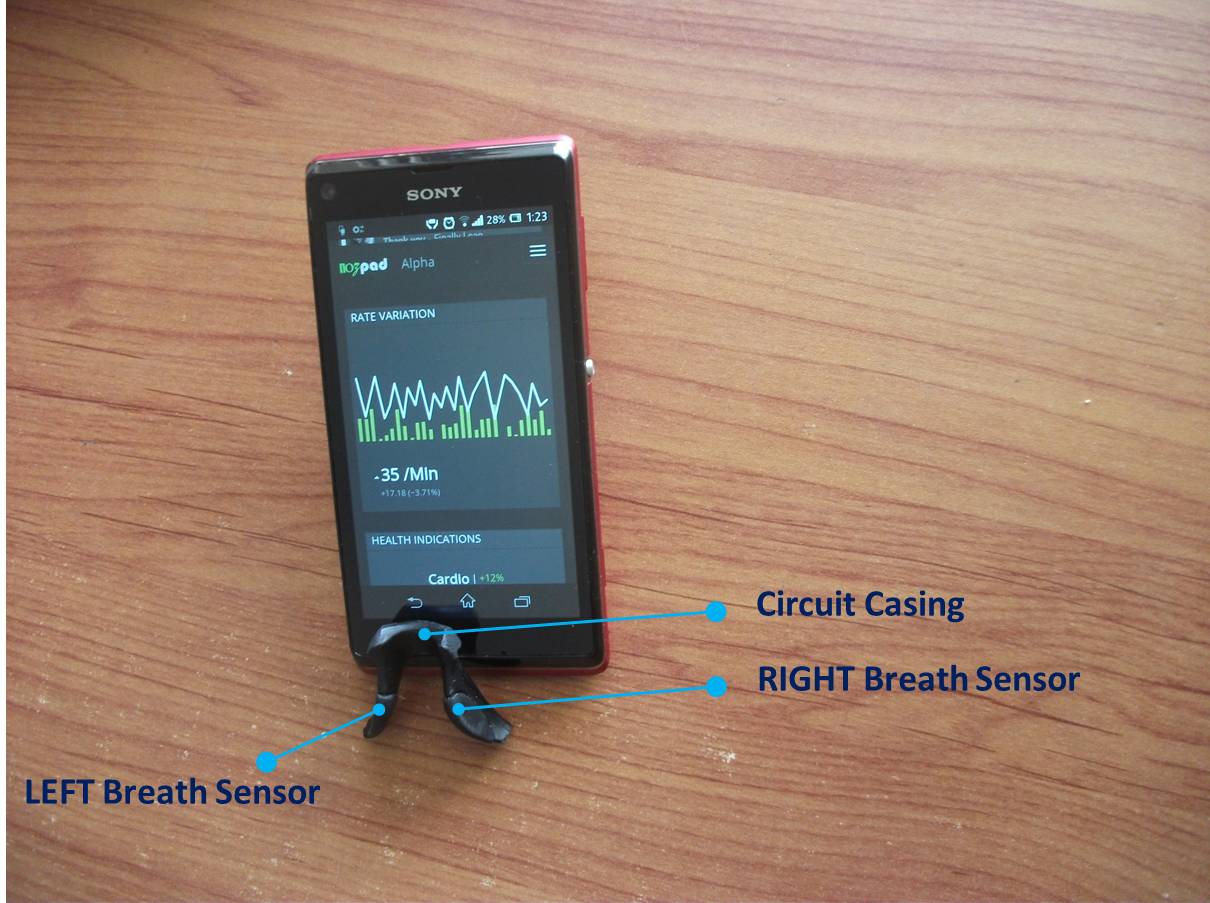 SONY
28% 1:23
Thank you . Finally I can
nozpad Alpha
RATE VARIATION
35 /Min
+17.18 (−3.71%)
HEALTH INDICATIONS
Cardio | +12%
Circuit Casing
RIGHT Breath Sensor
LEFT Breath Sensor